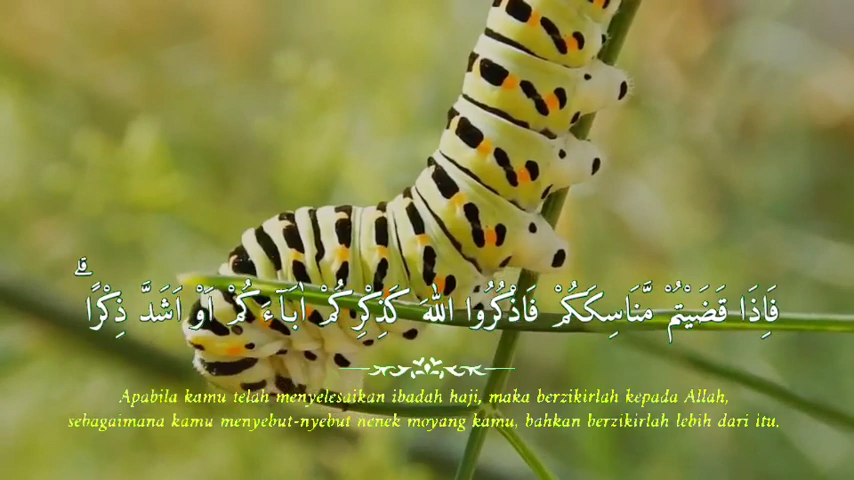 فَاِذَا قَضَيْتُمْ مَّنَاسِكَكُمْ فَاذْكُرُوا اللّٰهَ كَذِكْرِكُمْ اٰبَاۤءَكُمْ اَوْ اَشَدَّ ذِكْرًاۗ
Apabila kamu telah menyelesaikan ibadah haji, maka berzikirlah kepada Allah,
sebagaimana kamu menyebut-nyebut nenek moyang kamu, bahkan berzikirlah lebih dari itu.